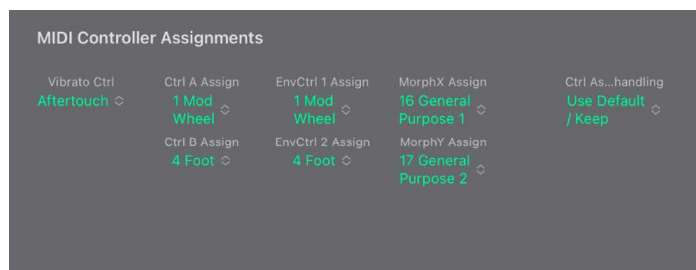 MIDI Controller Assignments
Vibrato Ctrl
Aftertouch
Ctrl A Assign
1 Mod
Wheel
EnvCtrl 1 Assign
1 Mod
Wheel
MorphX Assign
16 General
Purpose 1
Ctrl As...handling
Use Default
/ Keep
Ctrl B Assign
4 Foot
EnvCtrl 2 Assign
4 Foot
MorphY Assign
17 General
Purpose 2